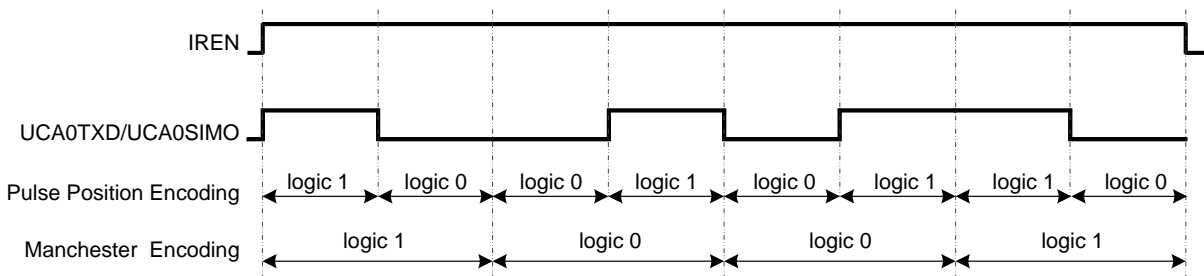 IREN
UCA0TXD/UCA0SIMO
Pulse Position Encoding logic 1 logic 0 logic 0 logic 1 logic 0 logic 1 logic 1 logic 0
Manchester Encoding logic 1 logic 0 logic 0 logic 1